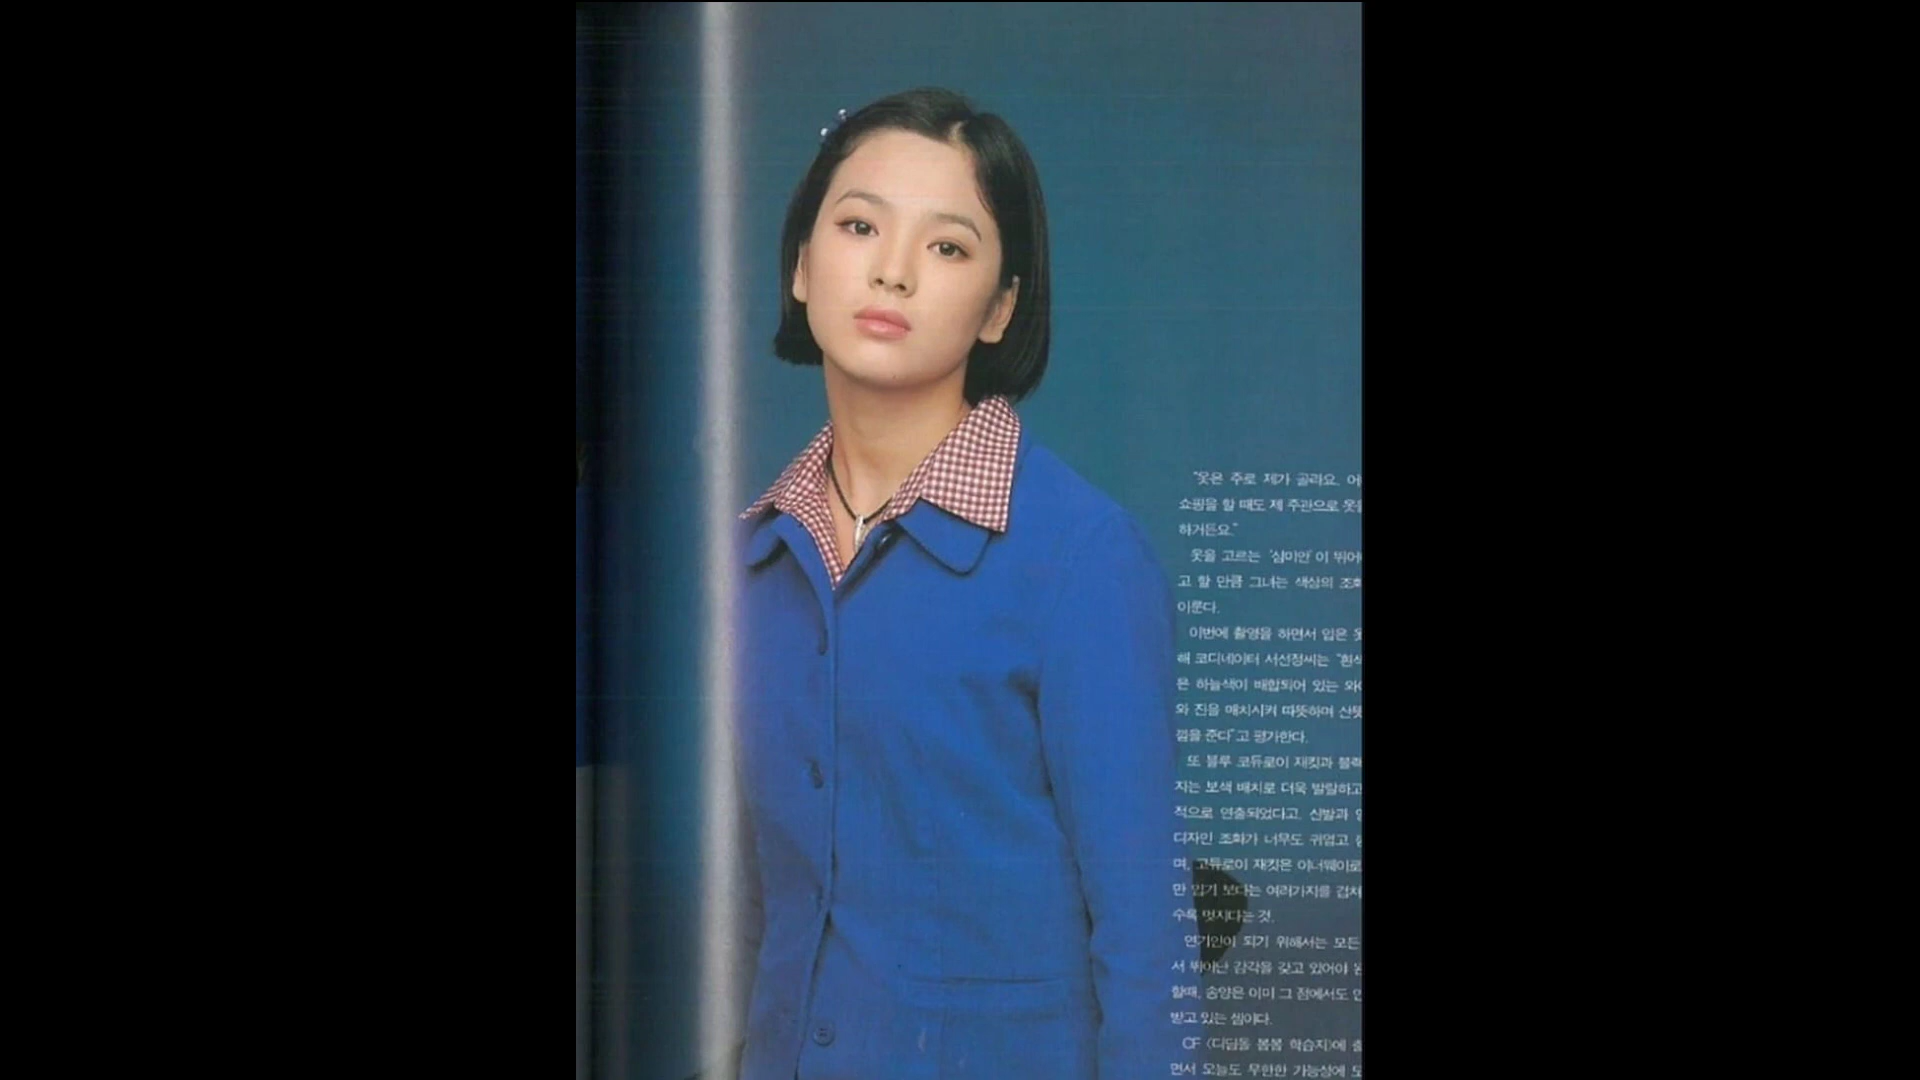 "옷은 주로 제가 골라요. 어
쇼핑을 할 때도 제 주관으로 옷을
하거든요."
옷을 고르는 '심미안' 이 뛰어
고 할 만큼 그녀는 색상의 조화
이룬다.
이번에 촬영을 하면서 입은 옷
해 코디네이터 서선정씨는 "흰색
은 하늘색이 배합되어 있는 와이
와 진을 매치시켜 따뜻하며 산뜻
낌을 준다"고 평가한다.
또 블루 코듀로이 재킷과 블랙
지는 보색 배치로 더욱 발랄하고
적으로 연출되었다고. 신발과 양
디자인 조화가 너무도 귀엽고
며, 코듀로이 재킷은 이너웨이로
만 입기 보다는 여러가지를 겹쳐
수록 멋지다는 것.
연기인이 되기 위해서는 모든
서 뛰어난 감각을 갖고 있어야 된
할때, 송양은 이미 그 점에서도 인
받고 있는 셈이다.
CF <디딤돌 봄봄 학습지>에 출
면서 오늘도 무한한 가능성에 도